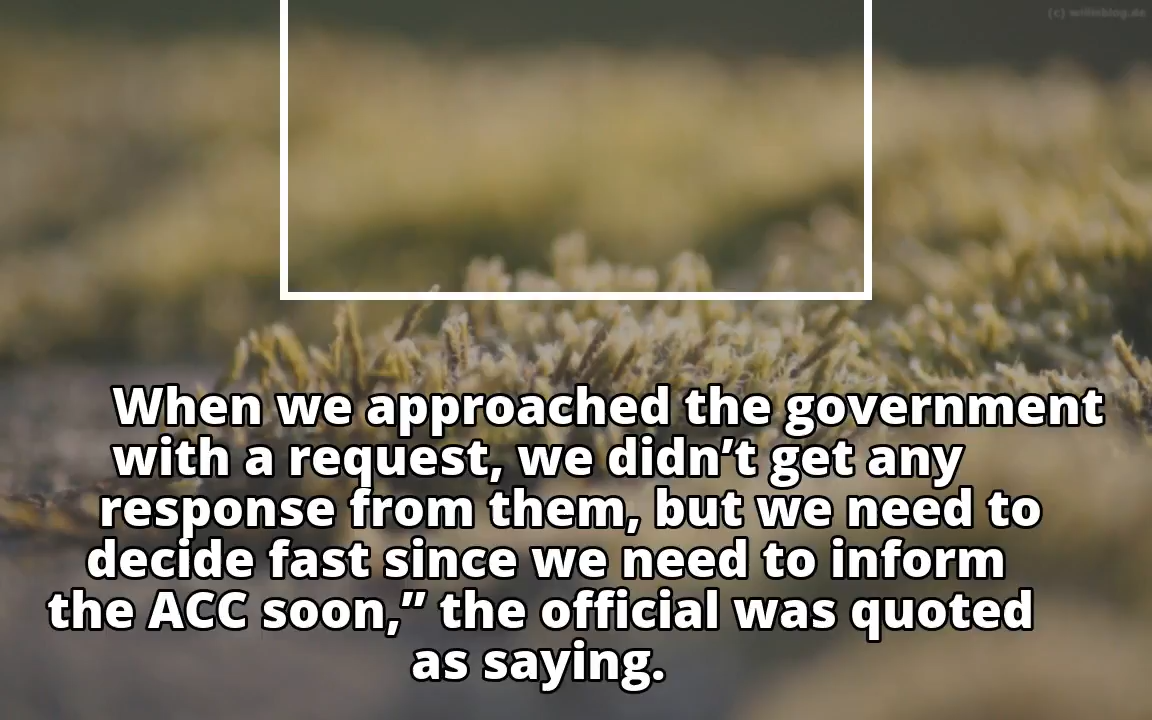 When we approached the government
with a request, we didn’t get any
response from them, but we need to
decide fast since we need to inform
the ACC soon,” the official was quoted
as saying.